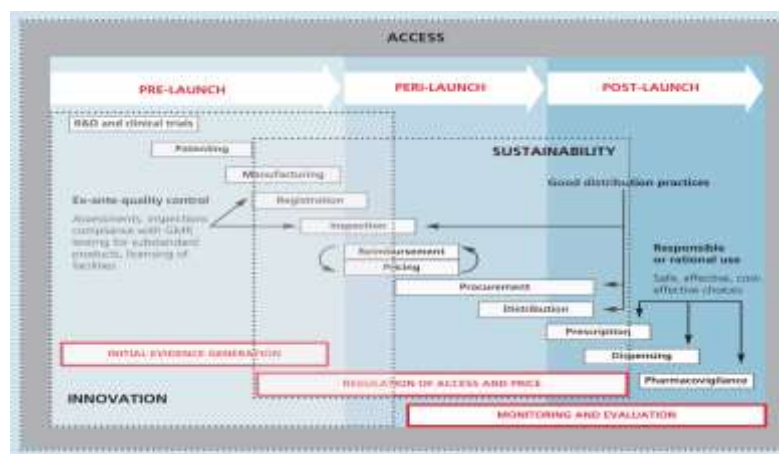 ACCESS
PRE-LAUNCH
PERI-LAUNCH
POST-LAUNCH
R&D and clinical trials
Patenting
SUSTAINABILITY
Manufacturing
Good distribution practices
Ex-ante quality control
Registration
Assessments, inspections
compliance with GMP,
testing for substandard
products, licensing of
facilities
Inspection
Reimbursement
Pricing
Responsible
or rational use
Safe, effective, cost-
effective choices
Procurement
Distribution
Prescription
Dispensing
Pharmacovigilance
INITIAL EVIDENCE GENERATION
REGULATION OF ACCESS AND PRICE
INNOVATION
MONITORING AND EVALUATION